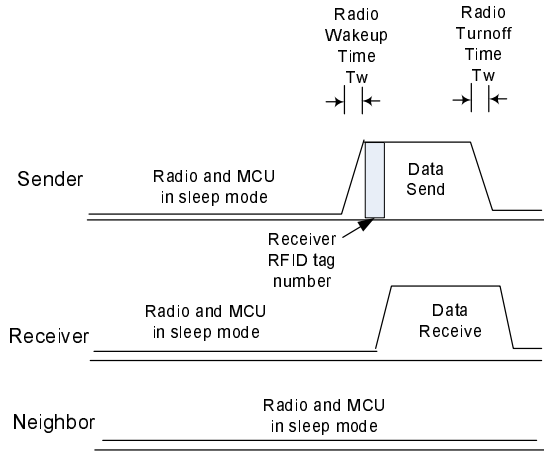 Radio
Wakeup
Time
Tw
Radio
Turnoff
Time
Tw
Sender
Radio and MCU
in sleep mode
Data
Send
Receiver
RFID tag
number
Receiver
Radio and MCU
in sleep mode
Data
Receive
Neighbor
Radio and MCU
in sleep mode